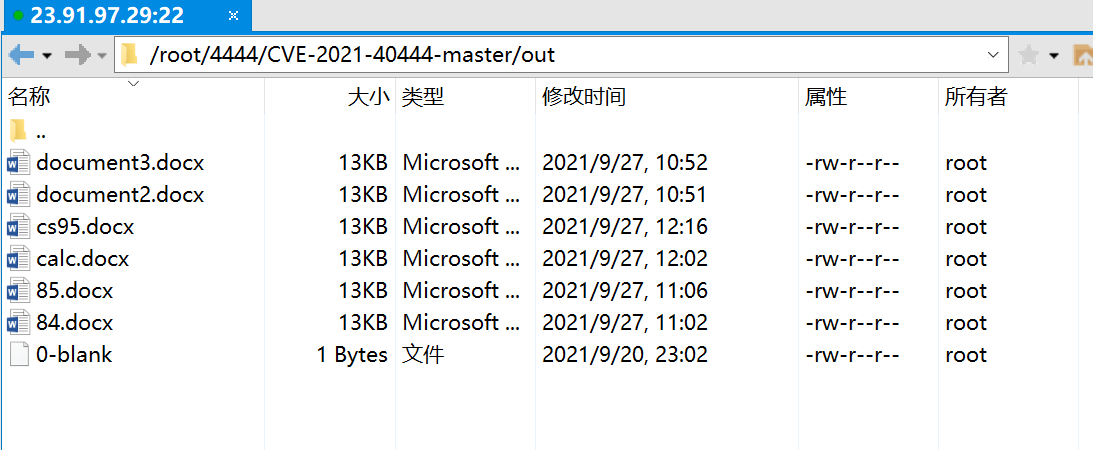 23.91.97.29:22 ×
/root/4444/CVE-2021-40444-master/out
名称 大小 类型 修改时间 属性 所有者
..
document3.docx 13KB Microsoft ... 2021/9/27, 10:52 -rw-r--r-- root
document2.docx 13KB Microsoft ... 2021/9/27, 10:51 -rw-r--r-- root
cs95.docx 13KB Microsoft ... 2021/9/27, 12:16 -rw-r--r-- root
calc.docx 13KB Microsoft ... 2021/9/27, 12:02 -rw-r--r-- root
85.docx 13KB Microsoft ... 2021/9/27, 11:06 -rw-r--r-- root
84.docx 13KB Microsoft ... 2021/9/27, 11:02 -rw-r--r-- root
0-blank 1 Bytes 文件 2021/9/20, 23:02 -rw-r--r-- root